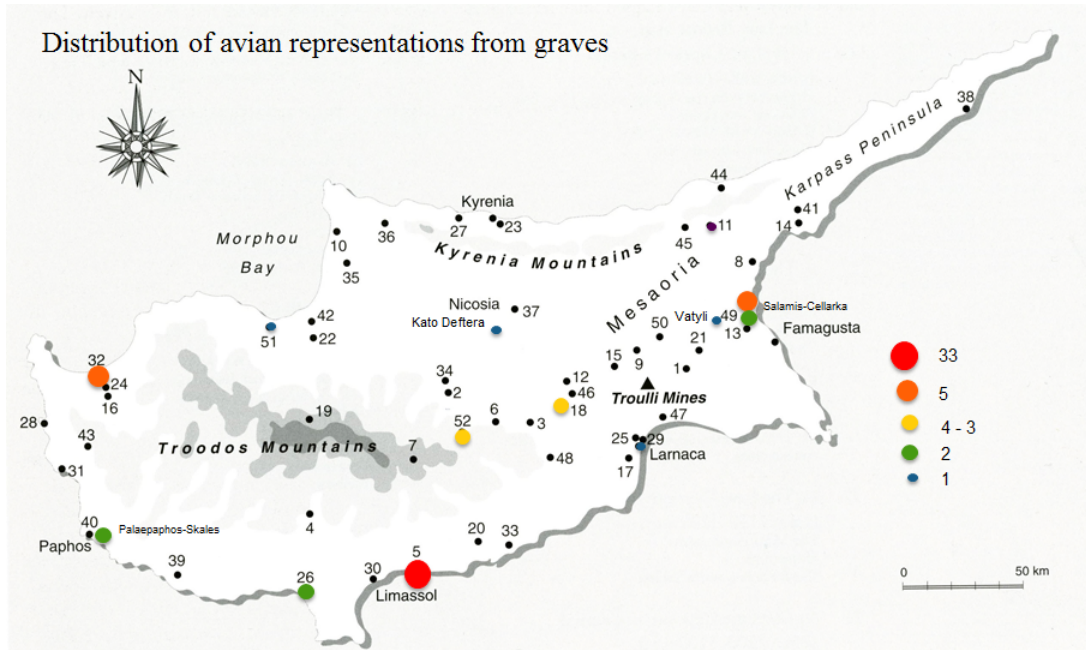 Distribution of avian representations from graves
N
38
Karpass Peninsula
44
Kyrenia
41
14
27
23
36
10
45
11
Morphou
Bay
Kyrenia Mountains
35
8
Mesaoria
Nicosia
37
Kato Deftera
42
22
51
Salamis-Cellarka
Vatyli
49
13
Famagusta
50
21
15
9
1
33
5
4 - 3
2
1
32
24
16
34
2
12
46
18
Troulli Mines
28
19
52
6
3
47
43
Troodos Mountains
7
25
29
Larnaca
31
48
17
40
Palaepaphos-Skales
Paphos
4
20
33
39
26
30
5
Limassol
0
50 km